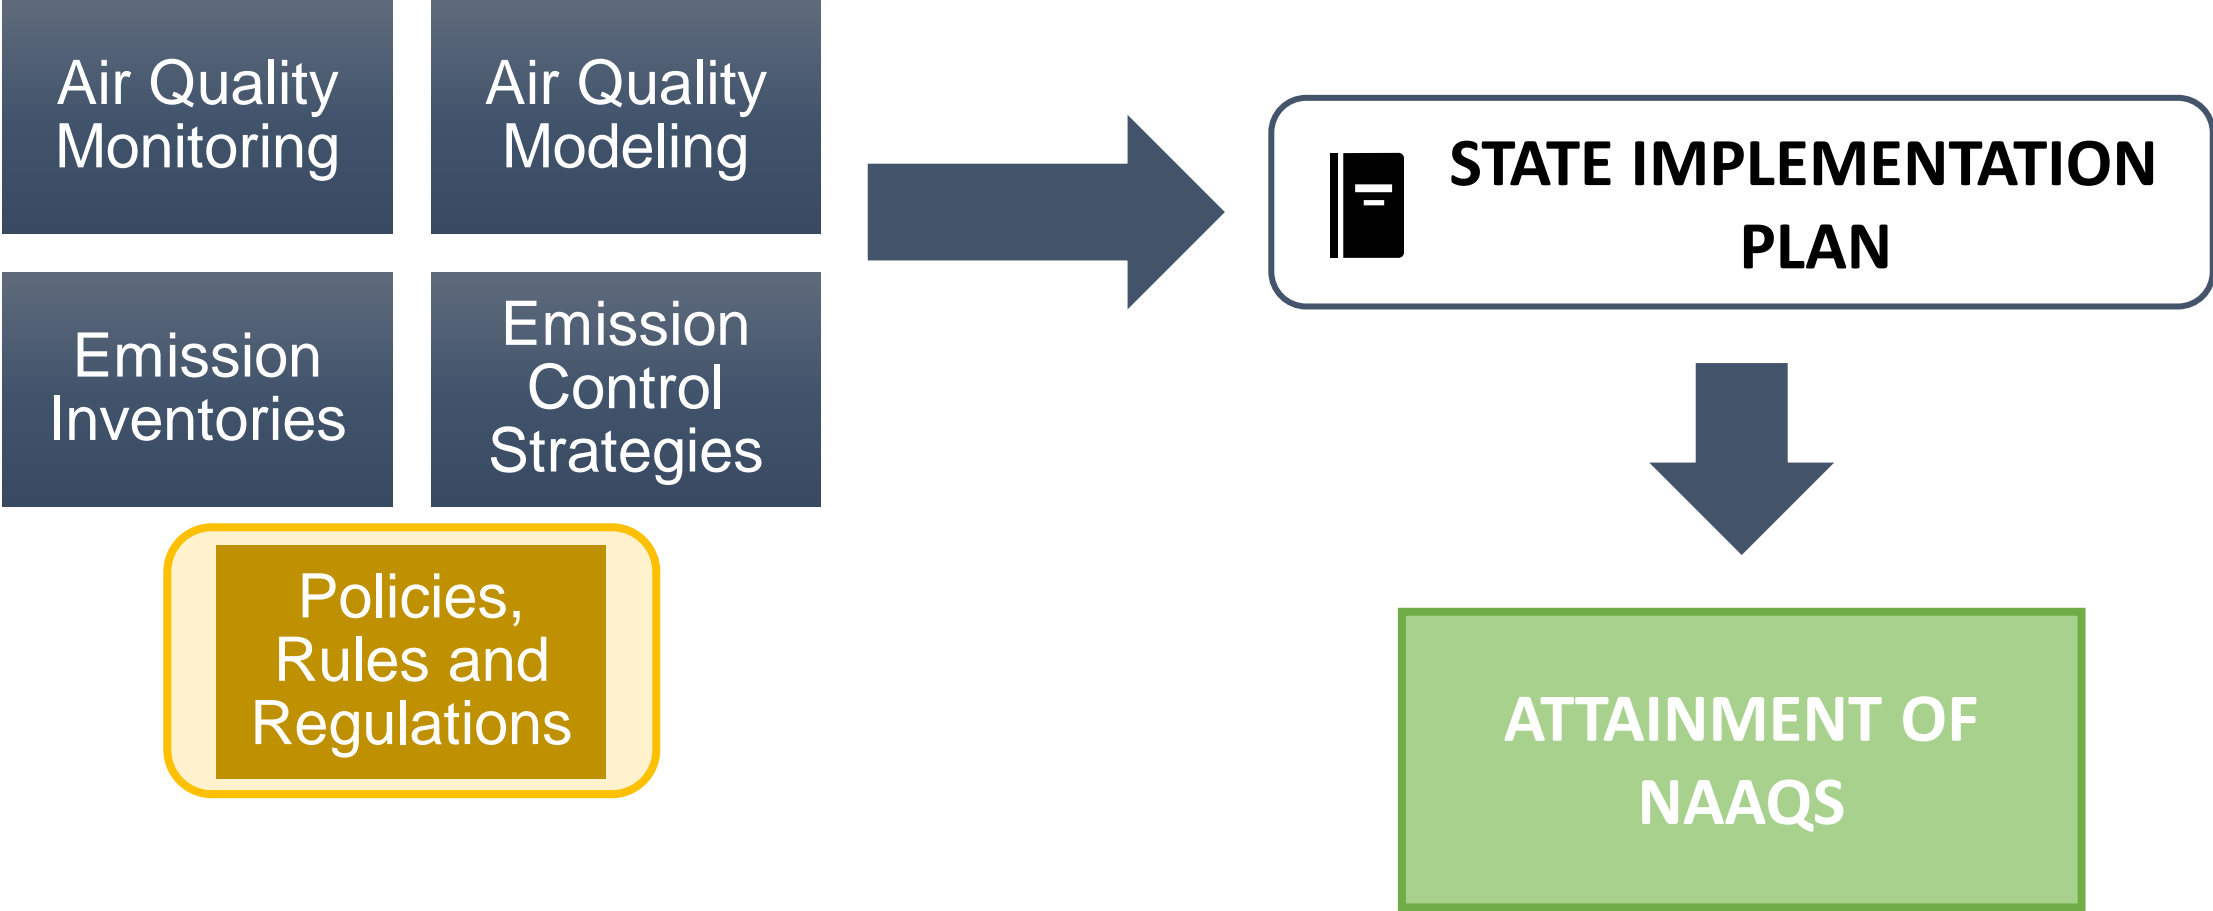 Air Quality
Monitoring
Air Quality
Modeling
Emission
Inventories
Emission
Control
Strategies
Policies,
Rules and
Regulations
STATE IMPLEMENTATION
PLAN
ATTAINMENT OF
NAAQS